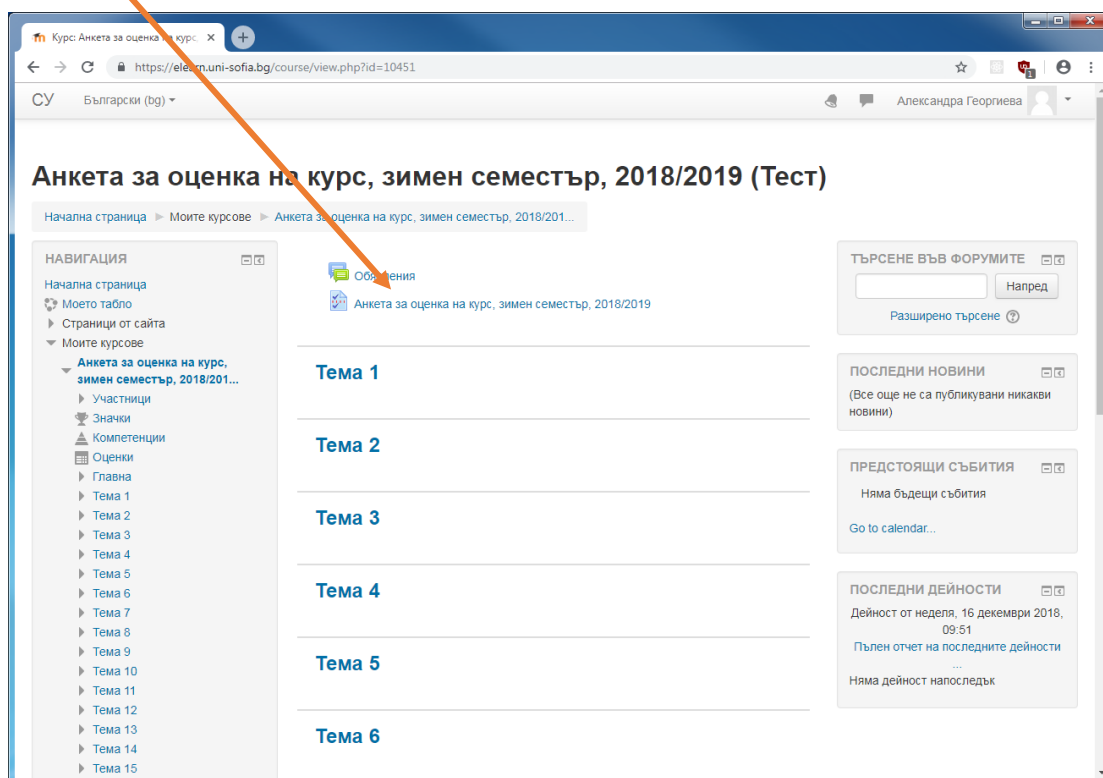 Курс: Анкета за оценка на курс,
https://elearn.uni-sofia.bg/course/view.php?id=10451
1
СУ Български (bg)
Александра Георгиева
Анкета за оценка на курс, зимен семестър, 2018/2019 (Тест)
Начална страница Моите курсове Анкета за оценка на курс, зимен семестър, 2018/201...
НАВИГАЦИЯ
Начална страница
Моето табло
Страници от сайта
Моите курсове
Анкета за оценка на курс,
зимен семестър, 2018/201...
Участници
Значки
Компетенции
Оценки
Главна
Тема 1
Тема 2
Тема 3
Тема 4
Тема 5
Тема 6
Тема 7
Тема 8
Тема 9
Тема 10
Тема 11
Тема 12
Тема 13
Тема 14
Тема 15
Обявления
Анкета за оценка на курс, зимен семестър, 2018/2019
Тема 1
Тема 2
Тема 3
Тема 4
Тема 5
Тема 6
ТЪРСЕНЕ ВЪВ ФОРУМИТЕ
Напред
Разширено търсене
ПОСЛЕДНИ НОВИНИ
(Все още не са публикувани никакви
новини)
ПРЕДСТОЯЩИ СЪБИТИЯ
Няма бъдещи събития
Go to calendar...
ПОСЛЕДНИ ДЕЙНОСТИ
Дейност от неделя, 16 декември 2018,
09:51
Пълен отчет на последните дейности
...
Няма дейност напоследък